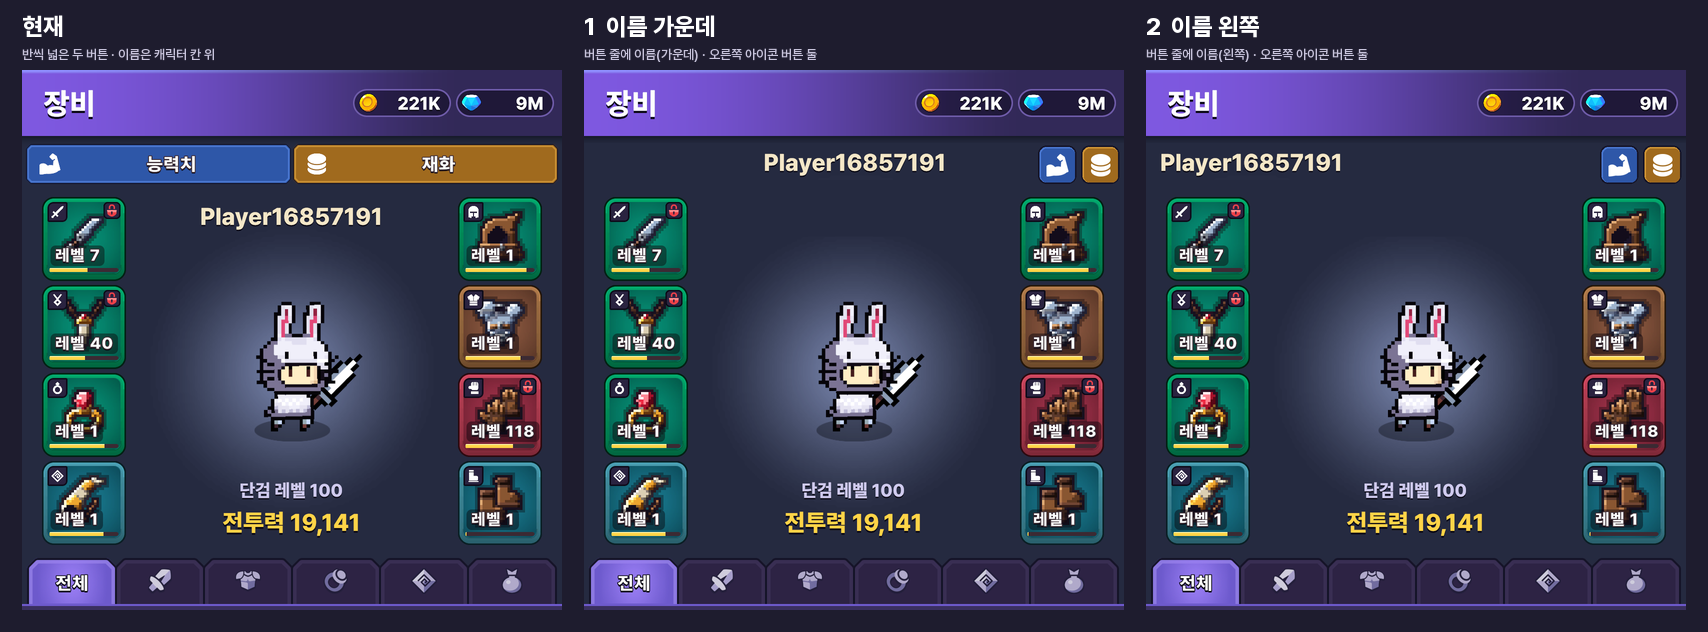 현재
반씩 넓은 두 버튼 · 이름은 캐릭터 칸 위
장비
221K
9M
능력치
재화
Player16857191
레벨 7
레벨 1
레벨 40
레벨 1
레벨 1
레벨 118
레벨 1
레벨 1
단검 레벨 100
전투력 19,141
전체
1 이름 가운데
버튼 줄에 이름(가운데) · 오른쪽 아이콘 버튼 둘
장비
221K
9M
Player16857191
레벨 7
레벨 1
레벨 40
레벨 1
레벨 1
레벨 118
레벨 1
레벨 1
단검 레벨 100
전투력 19,141
전체
2 이름 왼쪽
버튼 줄에 이름(왼쪽) · 오른쪽 아이콘 버튼 둘
장비
221K
9M
Player16857191
레벨 7
레벨 1
레벨 40
레벨 1
레벨 1
레벨 118
레벨 1
레벨 1
단검 레벨 100
전투력 19,141
전체